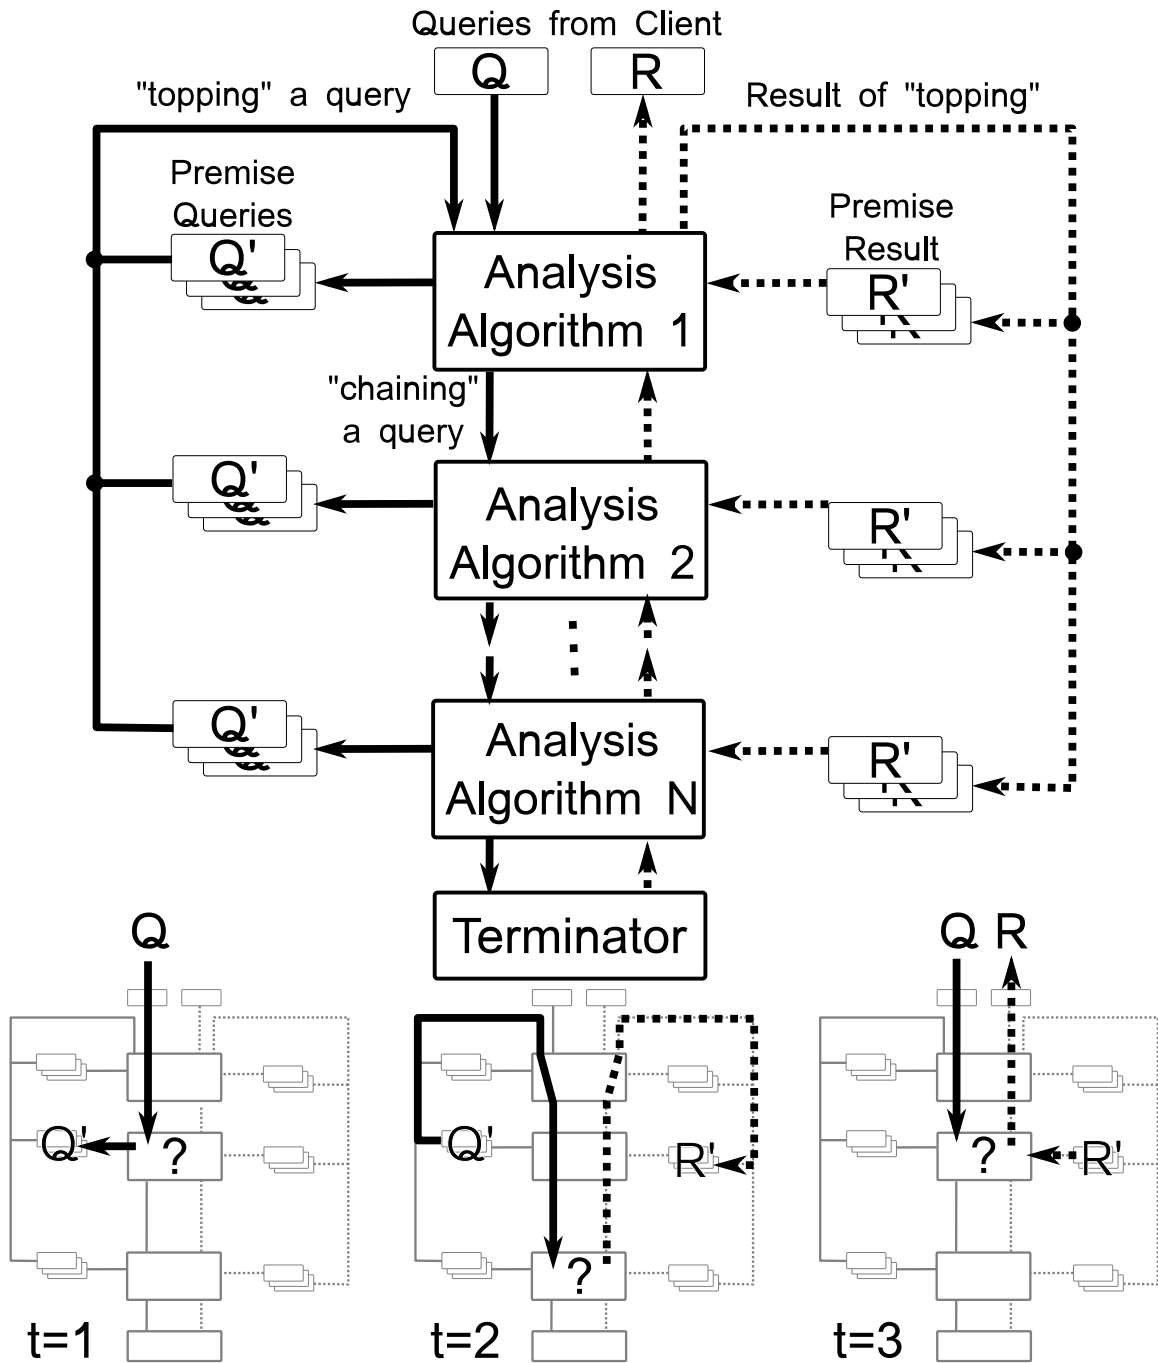 Queries from Client
Q
R
"topping" a query
Result of "topping"
Premise
Queries
Q'
Q
Q
Analysis
Algorithm 1
Premise
Result
R'
R
R
"chaining"
a query
Q'
Q
Q
Analysis
Algorithm 2
R'
R
R
Q'
Q
Q
Analysis
Algorithm N
R'
R
R
Terminator
Q
Q'
?
t=1
Q'
R'
?
t=2
Q R
?
R'
t=3